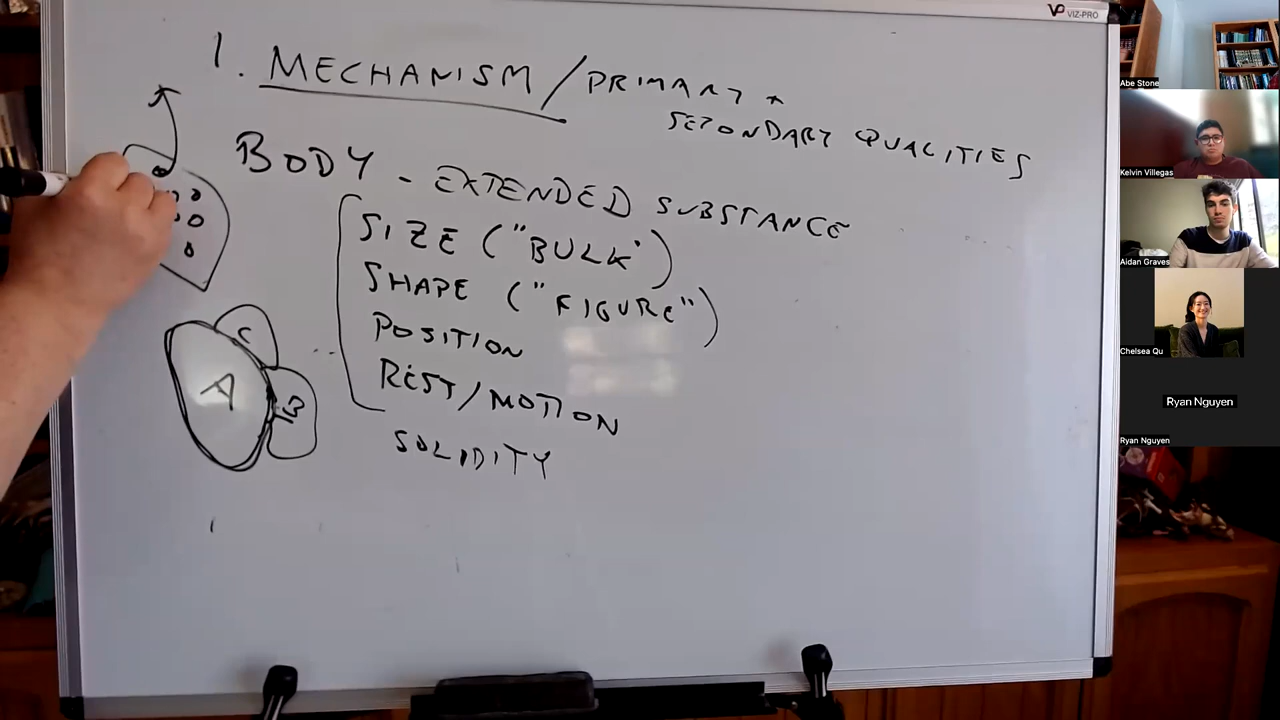 VP VIZ-PRO
1. MECHANISM / PRIMARY +
SECONDARY QUALITIES
BODY - EXTENDED SUBSTANCE
SIZE ("BULK")
SHAPE ("FIGURE")
POSITION
REST/MOTION
SOLIDITY
C
A
B
Abe Stone
Kelvin Villegas
Aidan Graves
Chelsea Qu
Ryan Nguyen
Ryan Nguyen